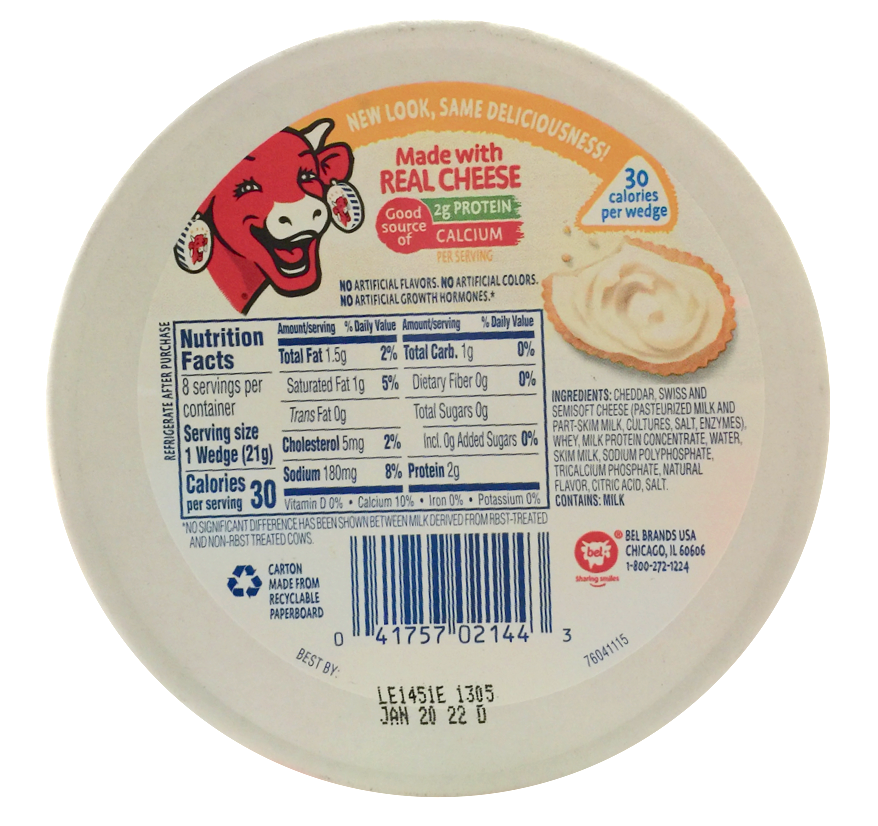 NEW LOOK, SAME DELICIOUSNESS!
Made with
REAL CHEESE
Good
source
of
2g PROTEIN
CALCIUM
PER SERVING
30
calories
per wedge
NO ARTIFICIAL FLAVORS. NO ARTIFICIAL COLORS.
NO ARTIFICIAL GROWTH HORMONES.*
REFRIGERATE AFTER PURCHASE
Nutrition
Facts
8 servings per
container
Serving size
1 Wedge (21g)
Calories
per serving 30
Amount/serving % Daily Value Amount/serving % Daily Value
Total Fat 1.5g 2% Total Carb. 1g 0%
Saturated Fat 1g 5% Dietary Fiber 0g 0%
Trans Fat 0g Total Sugars 0g
Cholesterol 5mg 2% Incl. 0g Added Sugars 0%
Sodium 180mg 8% Protein 2g
Vitamin D 0% • Calcium 10% • Iron 0% • Potassium 0%
*NO SIGNIFICANT DIFFERENCE HAS BEEN SHOWN BETWEEN MILK DERIVED FROM RBST-TREATED
AND NON-RBST TREATED COWS.
INGREDIENTS: CHEDDAR, SWISS AND
SEMISOFT CHEESE (PASTEURIZED MILK AND
PART-SKIM MILK, CULTURES, SALT, ENZYMES),
WHEY, MILK PROTEIN CONCENTRATE, WATER,
SKIM MILK, SODIUM POLYPHOSPHATE,
TRICALCIUM PHOSPHATE, NATURAL
FLAVOR, CITRIC ACID, SALT.
CONTAINS: MILK
bel ®
Sharing smiles
BEL BRANDS USA
CHICAGO, IL 60606
1-800-272-1224
CARTON
MADE FROM
RECYCLABLE
PAPERBOARD
0 41757 02144 3
76041115
BEST BY:
LE1451E 1305
JAN 20 22 D